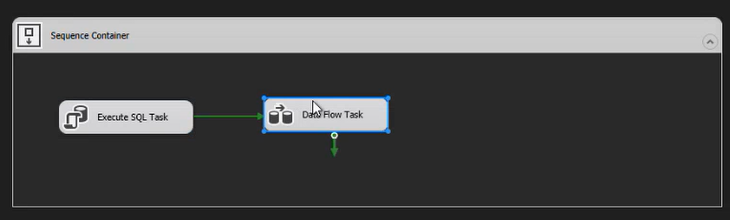 Sequence Container
Execute SQL Task
Data Flow Task